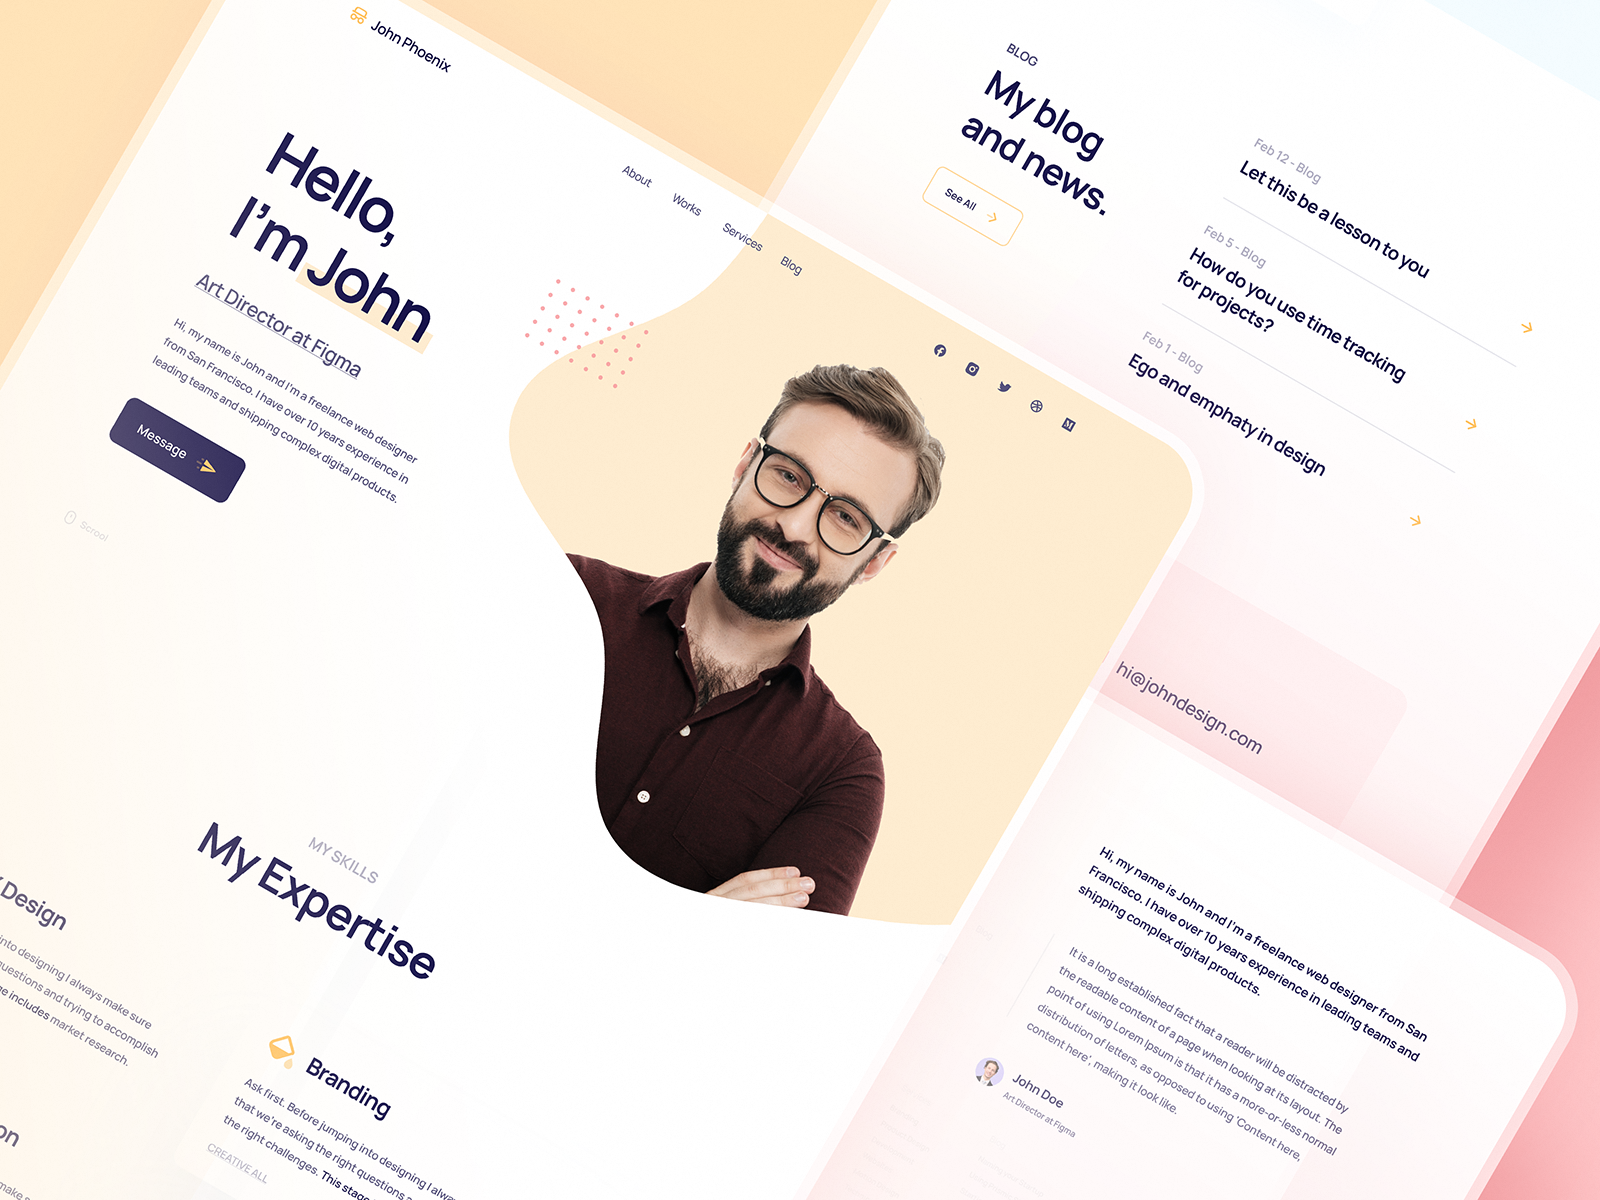 John Phoenix
About
Works
Services
Blog
Hello,
I'm John
Art Director at Figma
Hi, my name is John and I'm a freelance web designer
from San Francisco. I have over 10 years experience in
leading teams and shipping complex digital products.
Message
Scrool
MY SKILLS
My Expertise
Design
into designing I always make sure
questions and trying to accomplish
includes market research.
on
make s
Branding
Ask first. Before jumping into designing I alway
that we're asking the right questions
the right challenges. This stag
CREATIVE ALL
BLOG
My blog
and news.
See All
Feb 12 - Blog
Let this be a lesson to you
Feb 5 - Blog
How do you use time tracking
for projects?
Feb 1 - Blog
Ego and emphaty in design
hi@johndesign.com
Hi, my name is John and I'm a freelance web designer from San
Francisco. I have over 10 years experience in leading teams and
shipping complex digital products.
It is a long established fact that a reader will be distracted by
the readable content of a page when looking at its layout. The
point of using Lorem Ipsum is that it has a more-or-less normal
distribution of letters, as opposed to using 'Content here,
content here', making it look like.
John Doe
Art Director at Figma